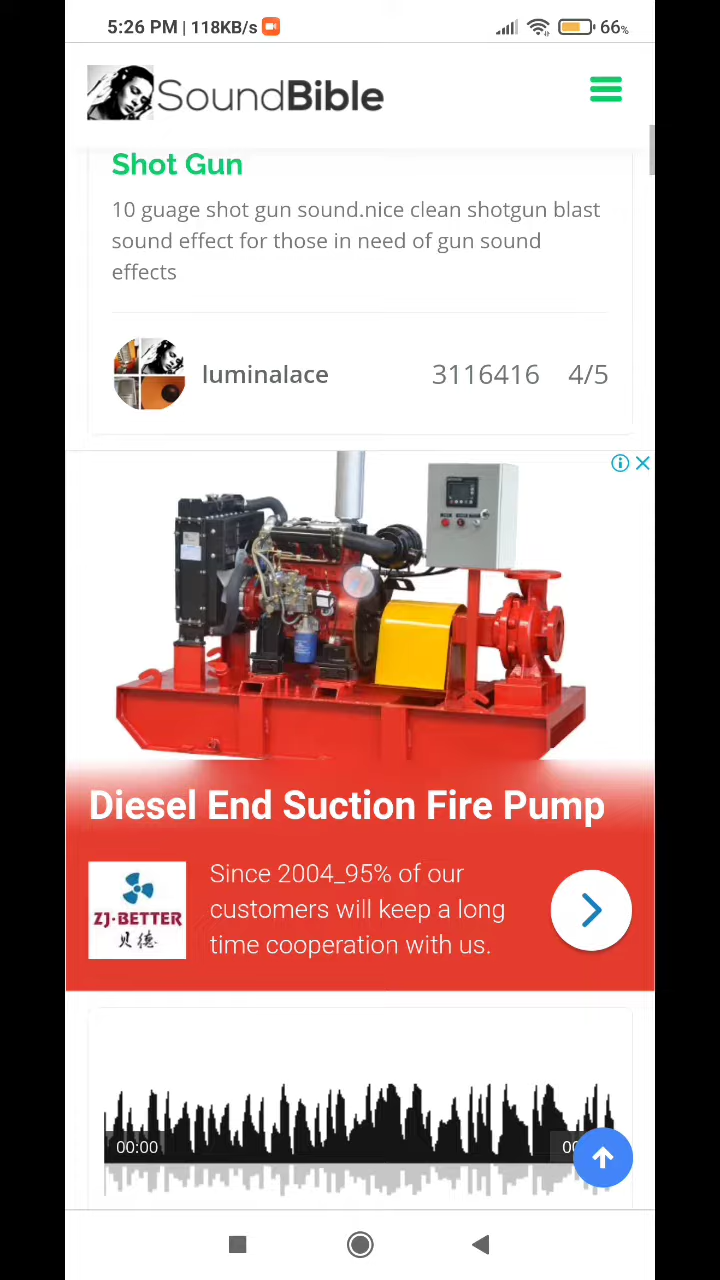 5:26 PM | 118KB/s 66%
SoundBible
Shot Gun
10 guage shot gun sound.nice clean shotgun blast
sound effect for those in need of gun sound
effects
luminalace 3116416 4/5
Diesel End Suction Fire Pump
Since 2004_95% of our
customers will keep a long
time cooperation with us.
ZJ·BETTER
贝德
00:00